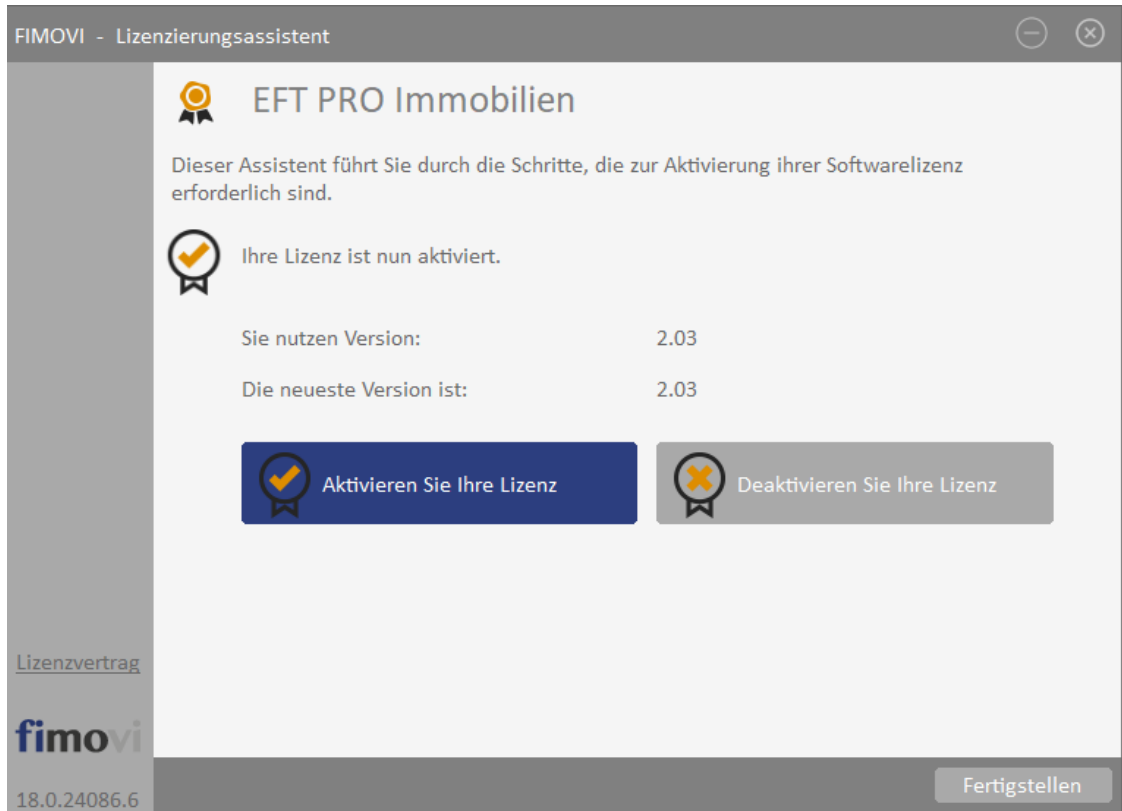 FIMOVI - Lizenzierungsassistent
EFT PRO Immobilien
Dieser Assistent führt Sie durch die Schritte, die zur Aktivierung ihrer Softwarelizenz
erforderlich sind.
Ihre Lizenz ist nun aktiviert.
Sie nutzen Version: 2.03
Die neueste Version ist: 2.03
Aktivieren Sie Ihre Lizenz
Deaktivieren Sie Ihre Lizenz
Lizenzvertrag
fimovi
18.0.24086.6
Fertigstellen